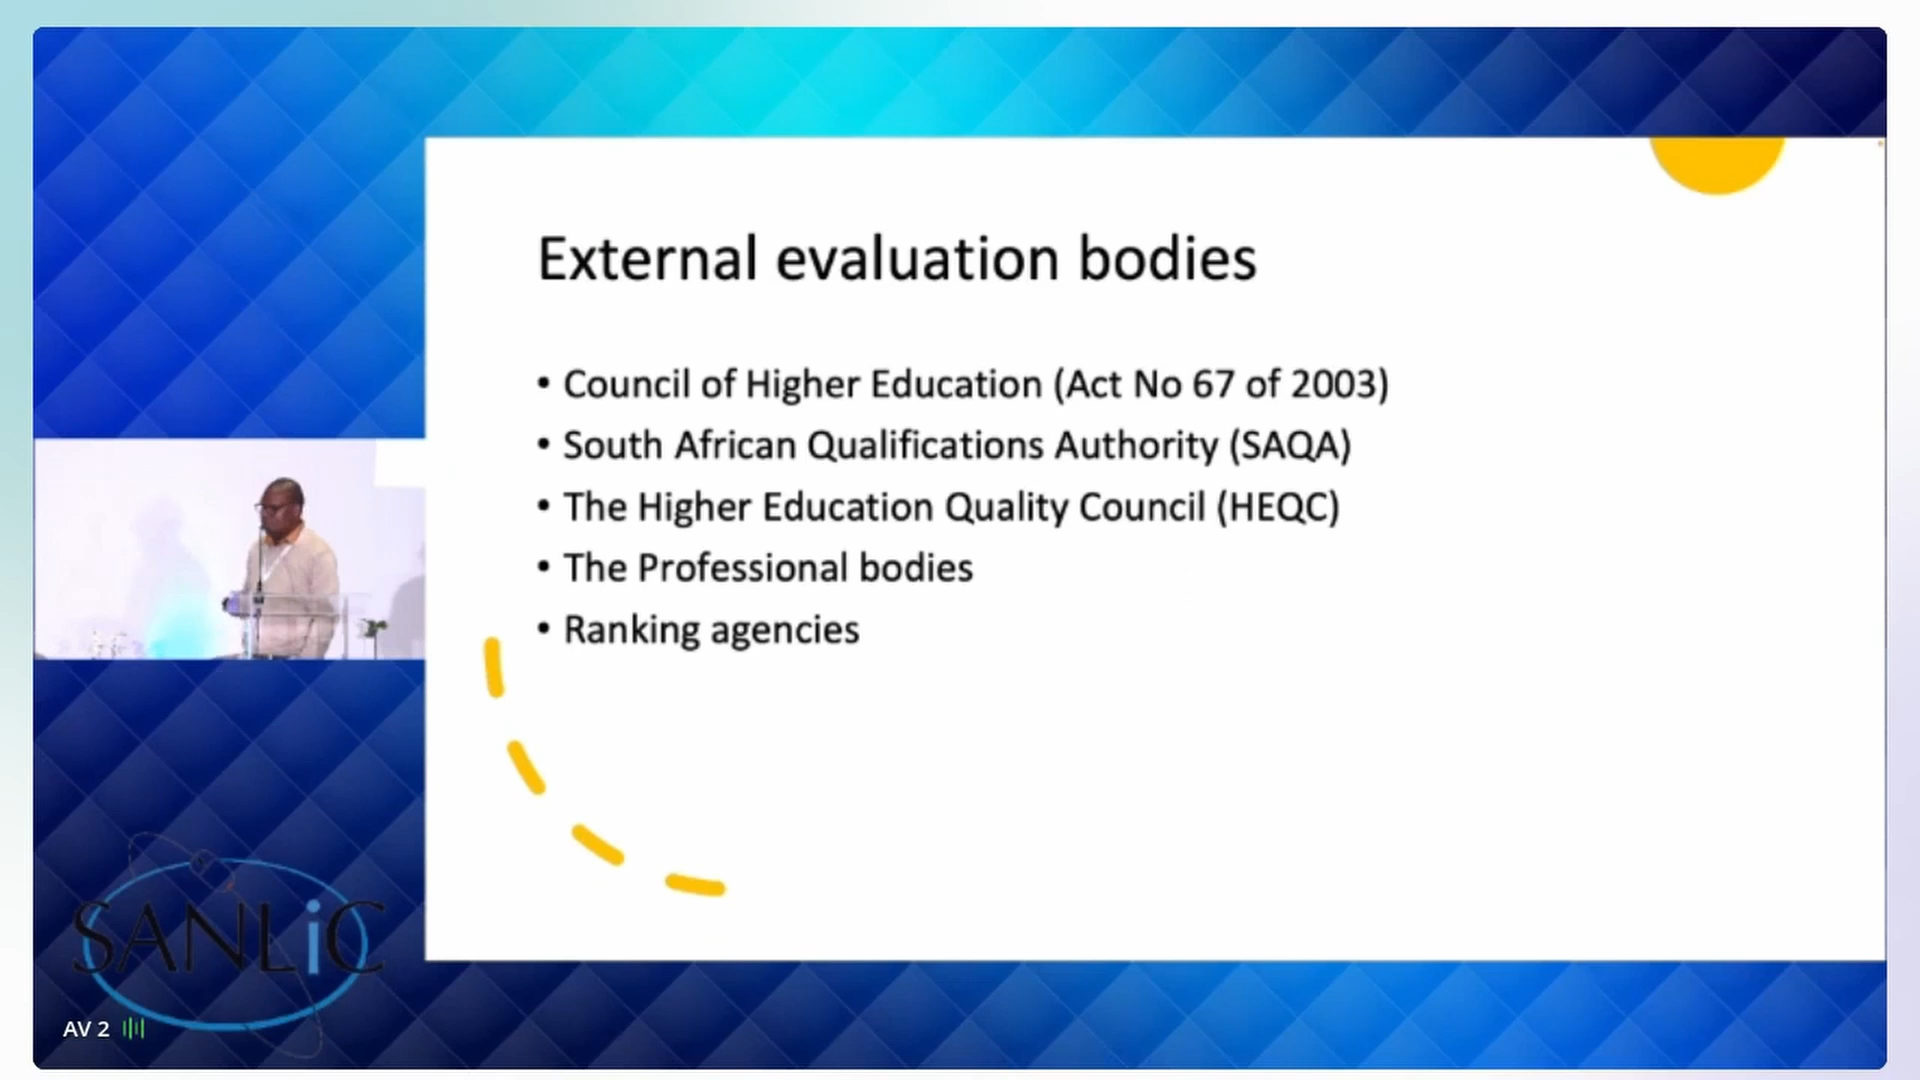 External evaluation bodies
• Council of Higher Education (Act No 67 of 2003)
• South African Qualifications Authority (SAQA)
• The Higher Education Quality Council (HEQC)
• The Professional bodies
• Ranking agencies
SANLiC
AV 2